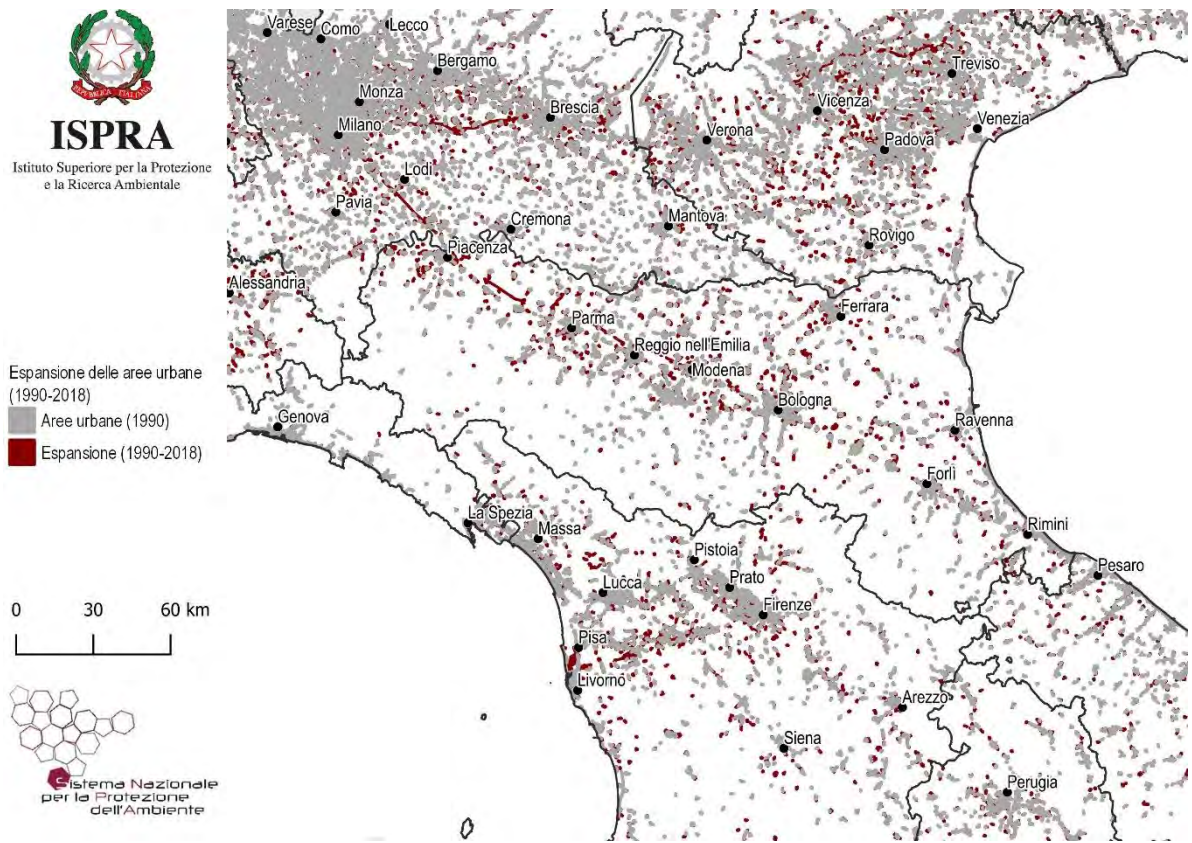 REPVBBLICA ITALIANA
ISPRA
Istituto Superiore per la Protezione
e la Ricerca Ambientale
Espansione delle aree urbane
(1990-2018)
Aree urbane (1990)
Espansione (1990-2018)
0 30 60 km
Sistema Nazionale
per la Protezione
dell'Ambiente
Varese
Como
Lecco
Bergamo
Monza
Milano
Brescia
Treviso
Vicenza
Venezia
Verona
Padova
Lodi
Pavia
Cremona
Mantova
Rovigo
Piacenza
Alessandria
Parma
Ferrara
Reggio nell'Emilia
Modena
Bologna
Genova
Ravenna
Forlì
La Spezia
Massa
Rimini
Pistoia
Pesaro
Lucca
Prato
Firenze
Pisa
Livorno
Arezzo
Siena
Perugia